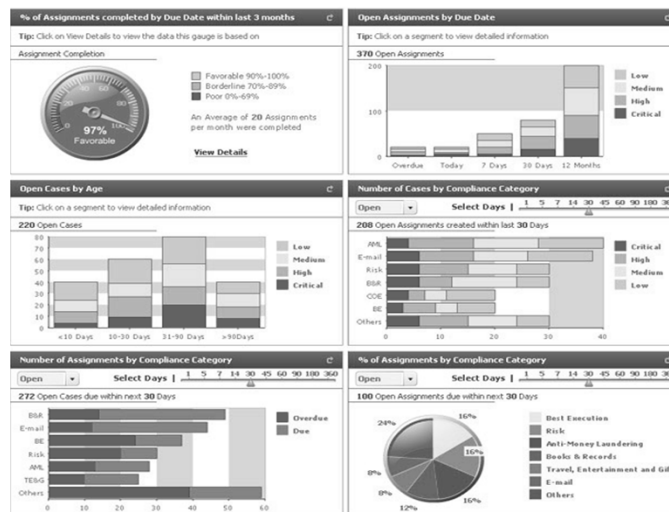 % of Assignments completed by Due Date within last 3 months
Tip: Click on View Details to view the data this gauge is based on
Assignment Completion
0 20 40 60 80 100
97%
Favorable
Favorable 90%-100%
Borderline 70%-89%
Poor 0%-69%
An Average of 20 Assignments
per month were completed
View Details
Open Assignments by Due Date
Tip: Click on a segment to view detailed information
370 Open Assignments
200
100
0
Overdue Today 7 Days 30 Days 12 Months
Low
Medium
High
Critical
Open Cases by Age
Tip: Click on a segment to view detailed information
220 Open Cases
80
70
60
50
40
30
20
10
0
<10 Days 10-30 Days 31-90 Days >90Days
Low
Medium
High
Critical
Number of Cases by Compliance Category
Open Select Days | 1 5 7 14 30 45 60 90 100
208 Open Assignments created within last 30 Days
AML
E-mail
Risk
B&R
COE
BE
Others
0 10 20 30 40
Critical
High
Medium
Low
Number of Assignments by Compliance Category
Open Select Days | 1 5 7 14 30 45 60 90 100 360
272 Open Cases due within next 30 Days
B&R
E-mail
BE
Risk
AML
TE&G
Others
0 10 20 30 40 50 60
Overdue
Due
% of Assignments by Compliance Category
Open Select Days | 1 5 7 14 30 45 60 90 100
100 Open Assignments due within next 30 Days
24%
16%
16%
16%
12%
8%
8%
Best Execution
Risk
Anti-Money Laundering
Books & Records
Travel, Entertainment and Gif
E-mail
Others